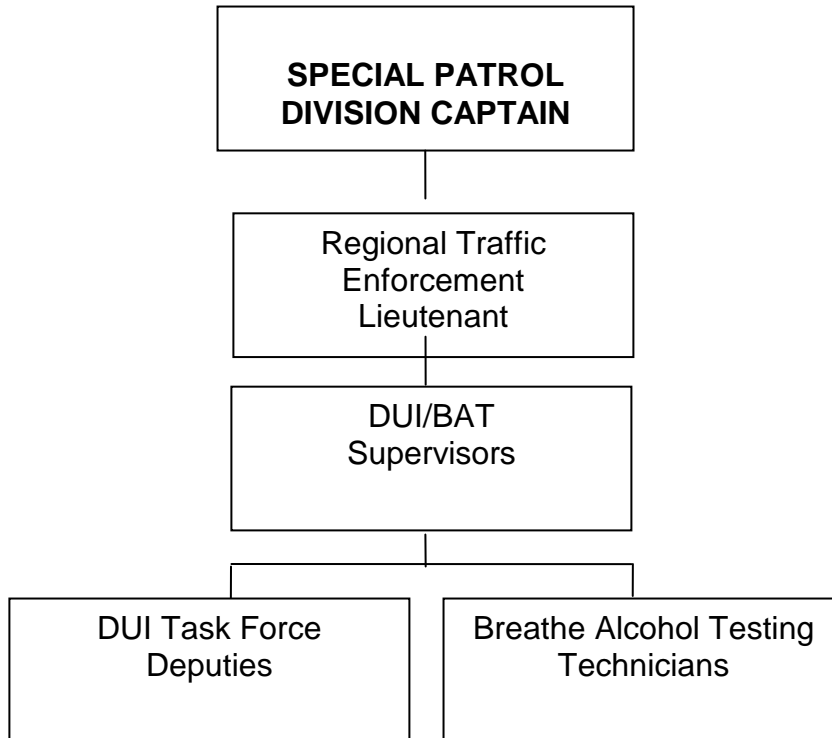 SPECIAL PATROL
DIVISION CAPTAIN
Regional Traffic
Enforcement
Lieutenant
DUI/BAT
Supervisors
DUI Task Force
Deputies
Breathe Alcohol Testing
Technicians